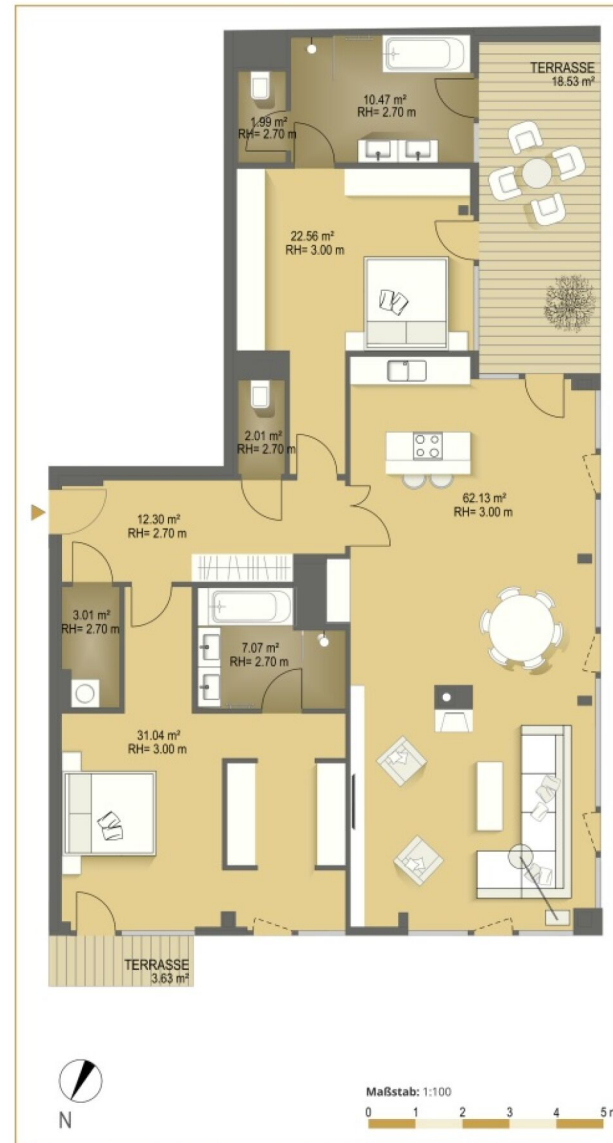 TERRASSE
18.53 m²
10.47 m²
RH= 2.70 m
1.99 m²
RH= 2.70 m
22.56 m²
RH= 3.00 m
2.01 m²
RH= 2.70 m
62.13 m²
RH= 3.00 m
12.30 m²
RH= 2.70 m
3.01 m²
RH= 2.70 m
7.07 m²
RH= 2.70 m
31.04 m²
RH= 3.00 m
TERRASSE
3.63 m²
N
Maßstab: 1:100
0 1 2 3 4 5 m